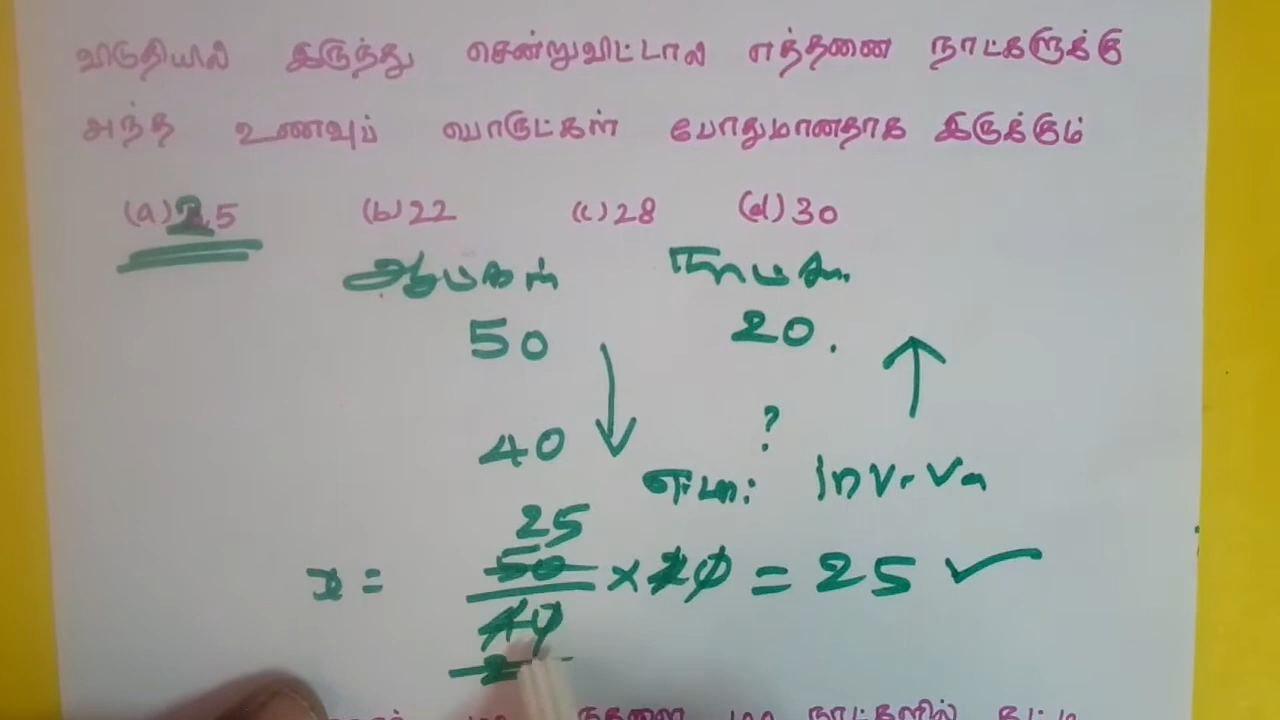 விடுதியில் இருந்து சென்றுவிட்டால் எத்தனை நாட்களுக்கு
அந்த உணவுப் பொருட்கள் போதுமானதாக இருக்கும்
(a) 25 (b) 22 (c) 28 (d) 30
ஆட்கள் நாட்கள்
50 20.
40 ?
எ.மா: inv. Va
25
x = 50 × 20 = 25 ✓
40
2
நாட்களில்